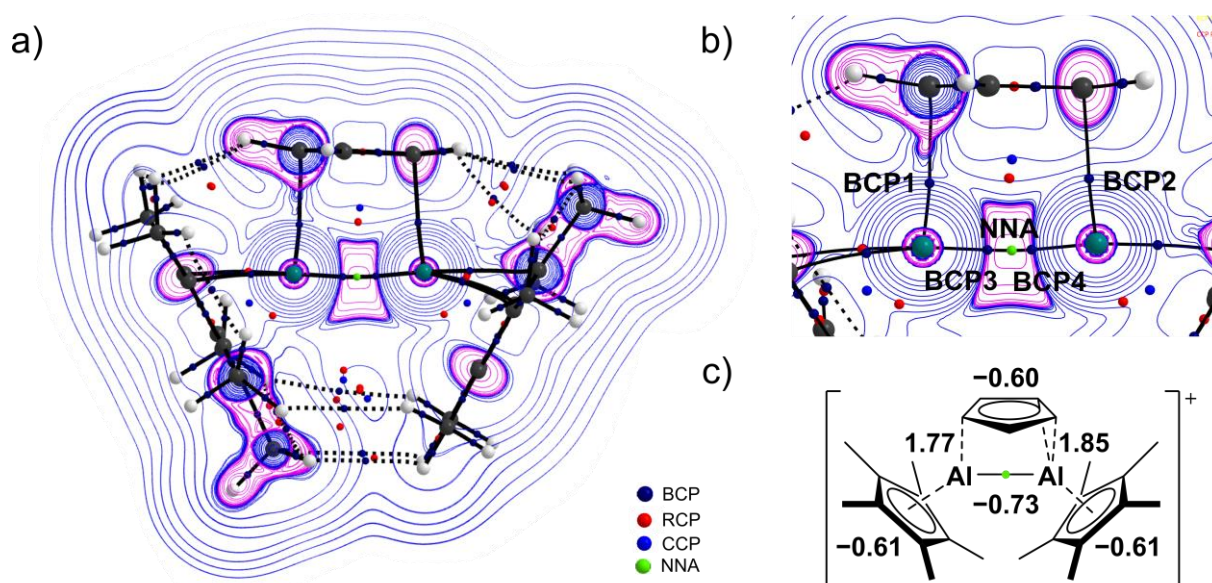 a)
b)
BCP1
BCP2
NNA
BCP3
BCP4
BCP
RCP
CCP
NNA
c)
−0.60
+
1.77
1.85
Al
Al
−0.73
−0.61
−0.61